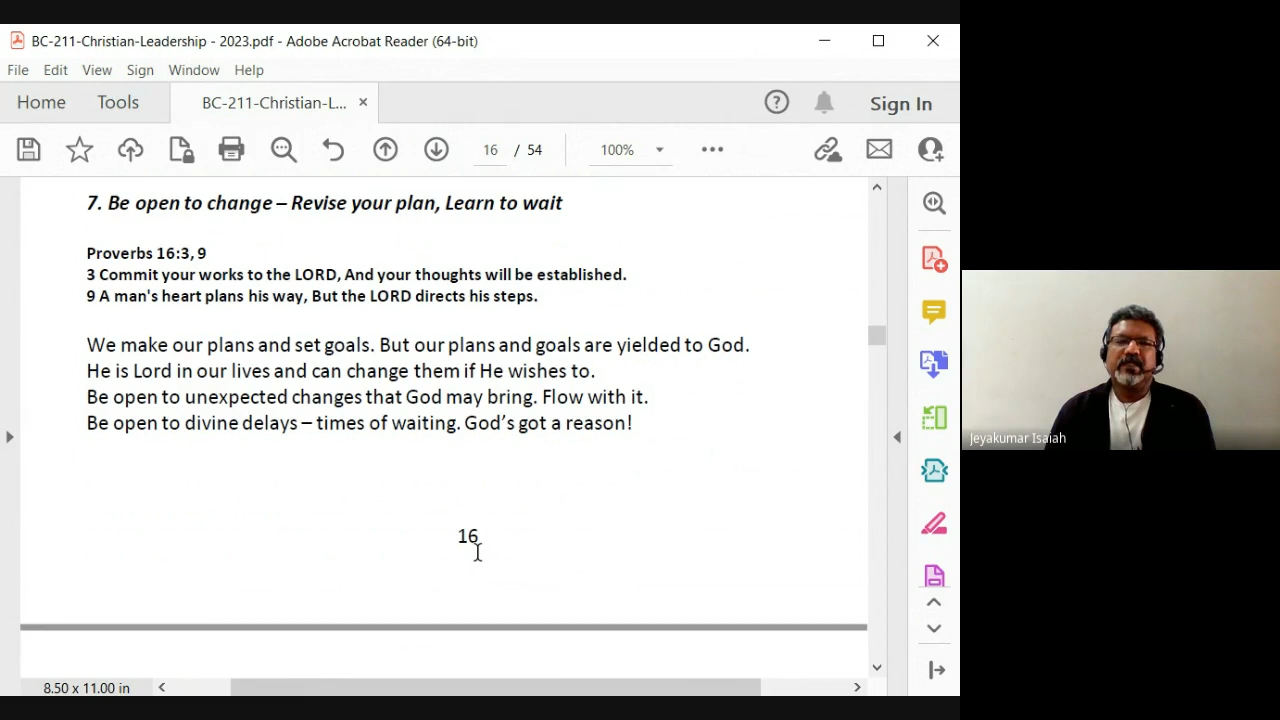 BC-211-Christian-Leadership - 2023.pdf - Adobe Acrobat Reader (64-bit)
File Edit View Sign Window Help
Home Tools BC-211-Christian-L... × Sign In
16 / 54 100%
7. Be open to change – Revise your plan, Learn to wait
Proverbs 16:3, 9
3 Commit your works to the LORD, And your thoughts will be established.
9 A man's heart plans his way, But the LORD directs his steps.
We make our plans and set goals. But our plans and goals are yielded to God.
He is Lord in our lives and can change them if He wishes to.
Be open to unexpected changes that God may bring. Flow with it.
Be open to divine delays – times of waiting. God’s got a reason!
16
8.50 x 11.00 in
Jeyakumar Isaiah